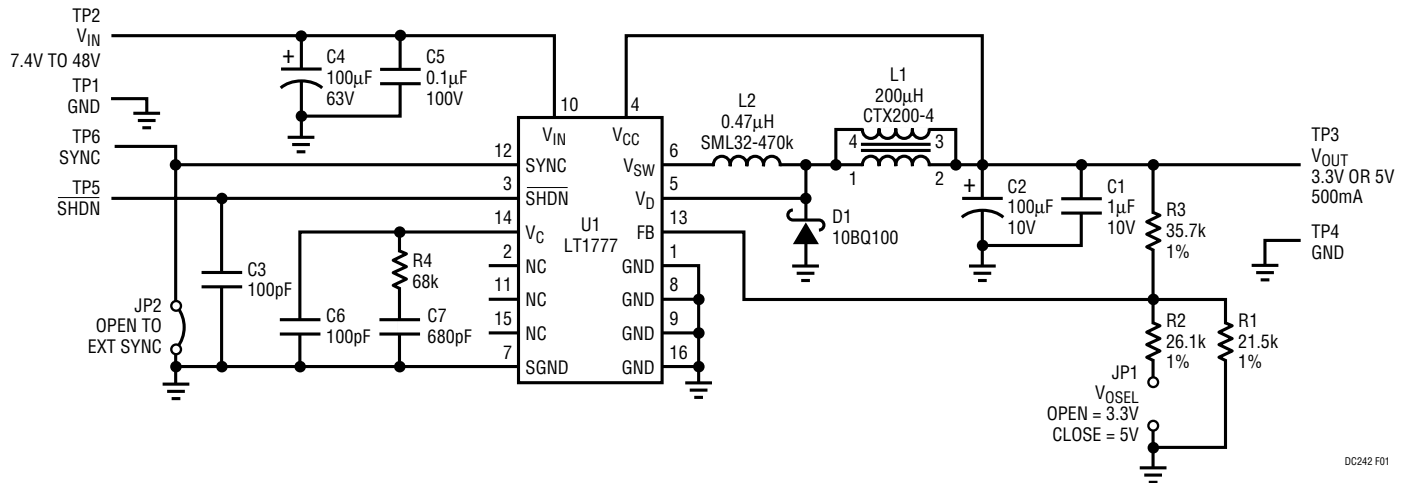 TP2
VIN
7.4V TO 48V
TP1
GND
TP6
SYNC
TP5
SHDN
+
C4
100µF
63V
C5
0.1µF
100V
JP2
OPEN TO
EXT SYNC
C3
100pF
C6
100pF
R4
68k
C7
680pF
10
VIN
4
VCC
12
SYNC
3
SHDN
14
VC
2
NC
11
NC
15
NC
7
SGND
U1
LT1777
6
VSW
5
VD
13
FB
1
GND
8
GND
9
GND
16
GND
L2
0.47µH
SML32-470k
L1
200µH
CTX200-4
4
3
1
2
D1
10BQ100
+
C2
100µF
10V
C1
1µF
10V
R3
35.7k
1%
TP3
VOUT
3.3V OR 5V
500mA
TP4
GND
R2
26.1k
1%
R1
21.5k
1%
JP1
VOSEL
OPEN = 3.3V
CLOSE = 5V
DC242 F01